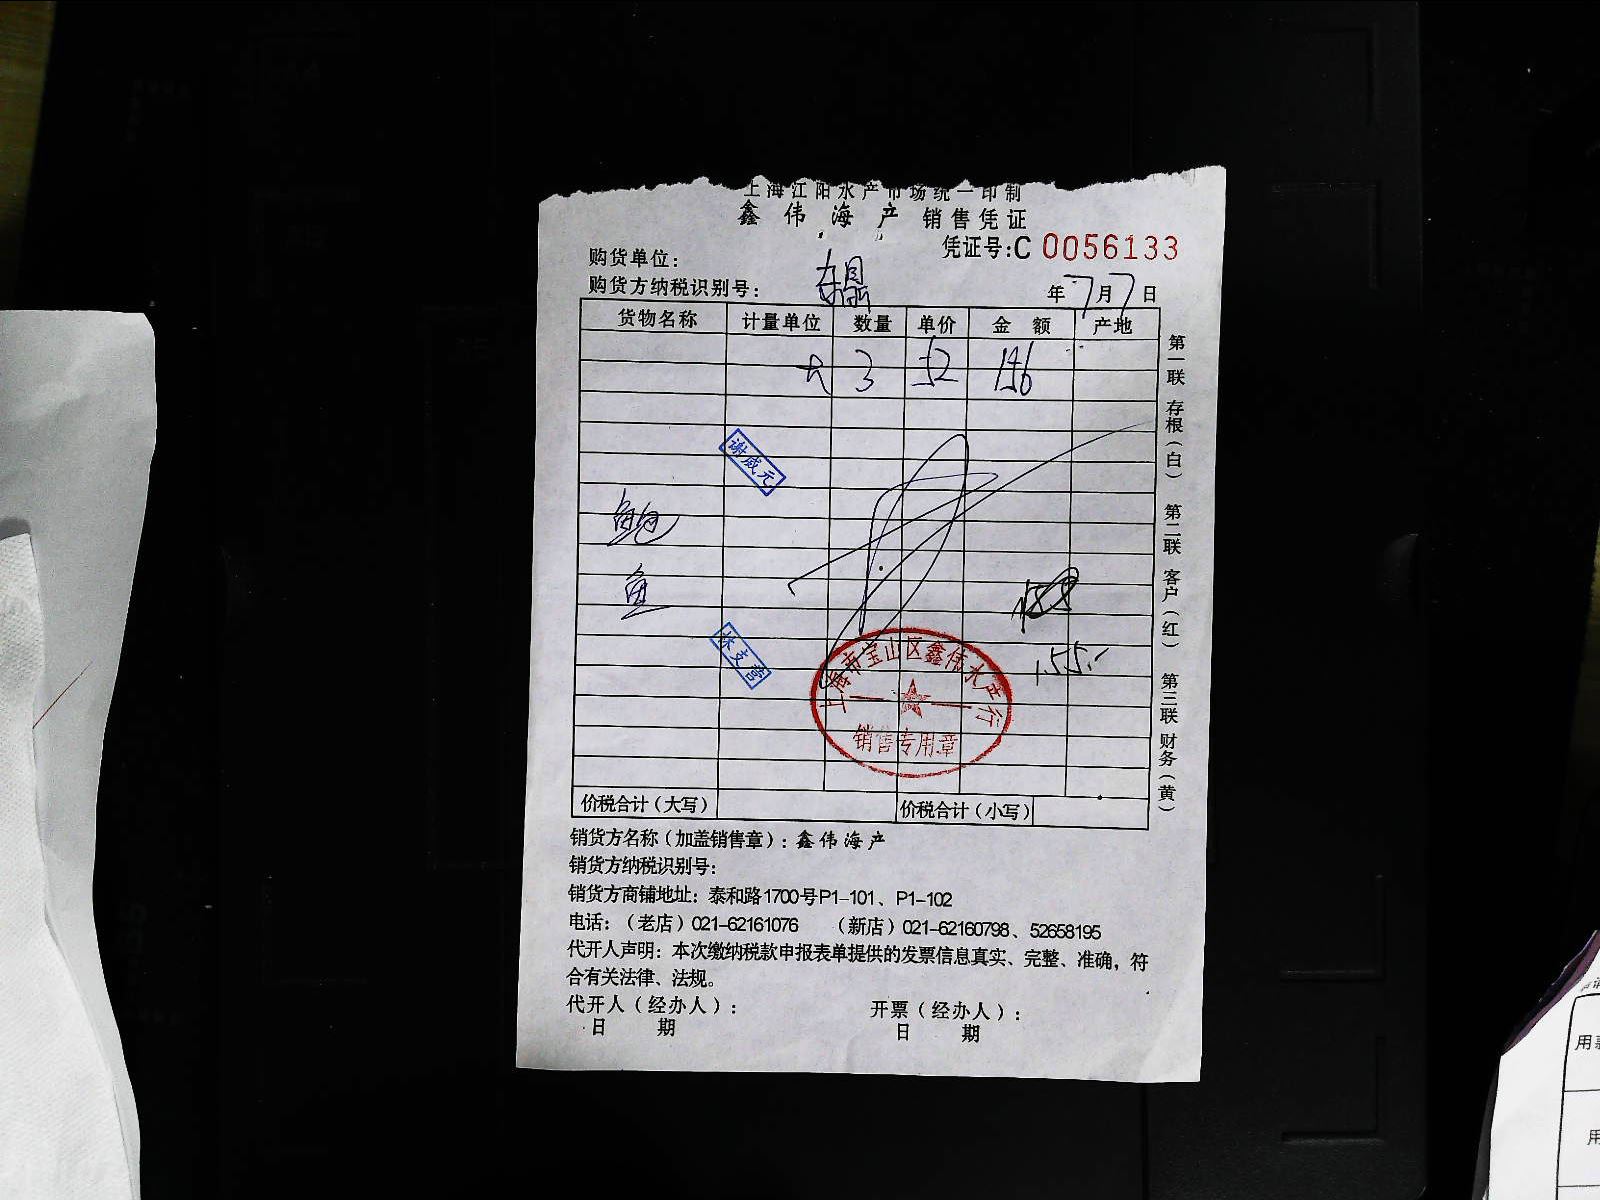 上海江阳水产市场统一印制
鑫伟海产 销售凭证
凭证号:C 0056133
购货单位:
购货方纳税识别号:
年7月7日
货物名称 计量单位 数量 单价 金额 产地
大 3 52 156
谢成元
鲍
鱼
155.-
上海市宝山区鑫伟水产行
销售专用章
价税合计(大写) 价税合计(小写)
销货方名称(加盖销售章):鑫伟海产
销货方纳税识别号:
销货方商铺地址:泰和路1700号P1-101、P1-102
电话:(老店)021-62161076 (新店)021-62160798、52658195
代开人声明:本次缴纳税款申报表单提供的发票信息真实、完整、准确,符
合有关法律、法规。
代开人(经办人): 开票(经办人):
日期 日期
第一联 存根(白) 第二联 客户(红) 第三联 财务(黄)